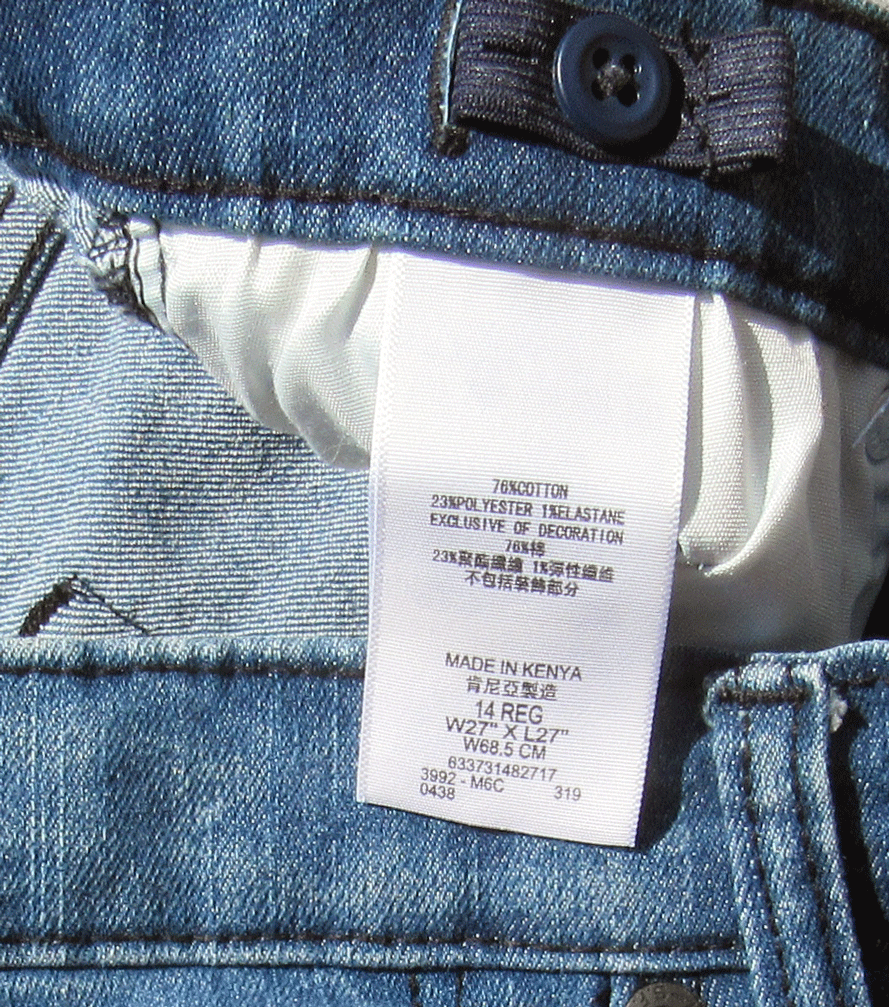 76%COTTON
23%POLYESTER 1%ELASTANE
EXCLUSIVE OF DECORATION
76%棉
23%聚酯纖維 1%彈性纖維
不包括裝飾部分
MADE IN KENYA
肯尼亞製造
14 REG
W27" X L27"
W68.5 CM
633731482717
3992 - M6C 319
0438